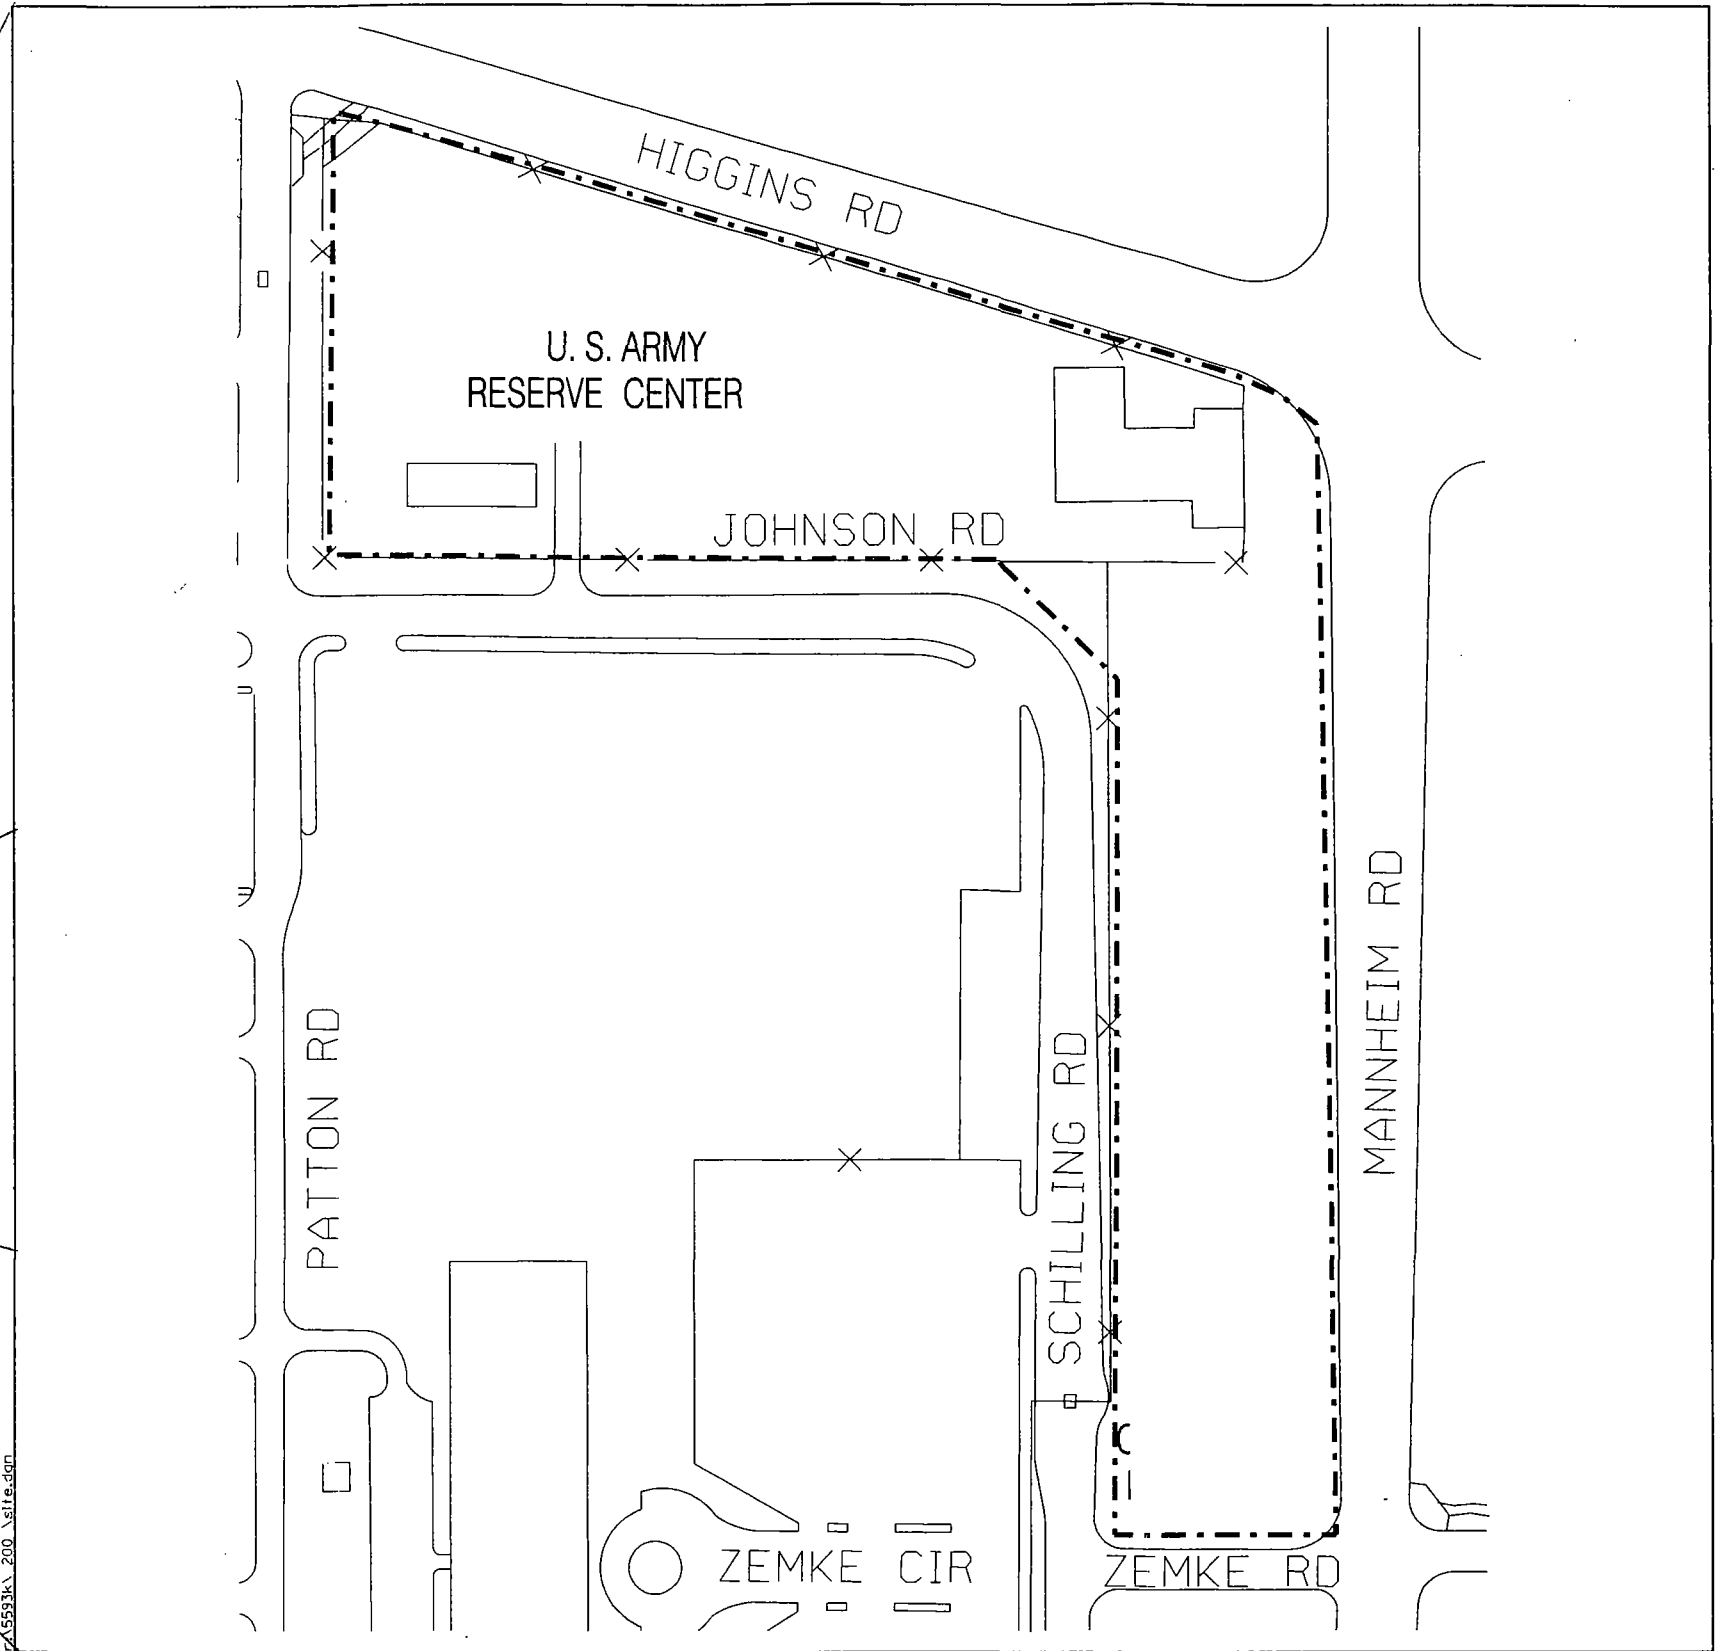 HIGGINS RD
U. S. ARMY
RESERVE CENTER
JOHNSON RD
MANNHEIM RD
PATTON RD
SCHILLING RD
ZEMKE CIR
ZEMKE RD